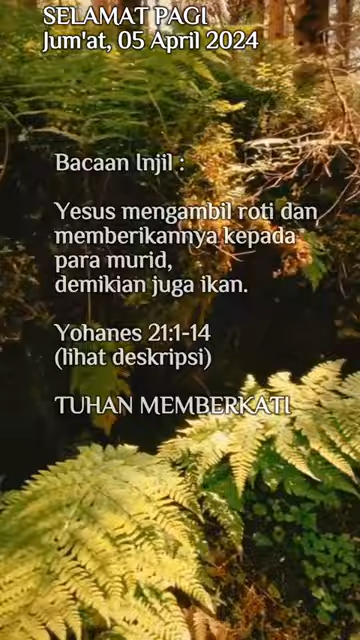 SELAMAT PAGI
Jum'at, 05 April 2024
Bacaan Injil :
Yesus mengambil roti dan
memberikannya kepada
para murid,
demikian juga ikan.
Yohanes 21:1-14
(lihat deskripsi)
TUHAN MEMBERKATI